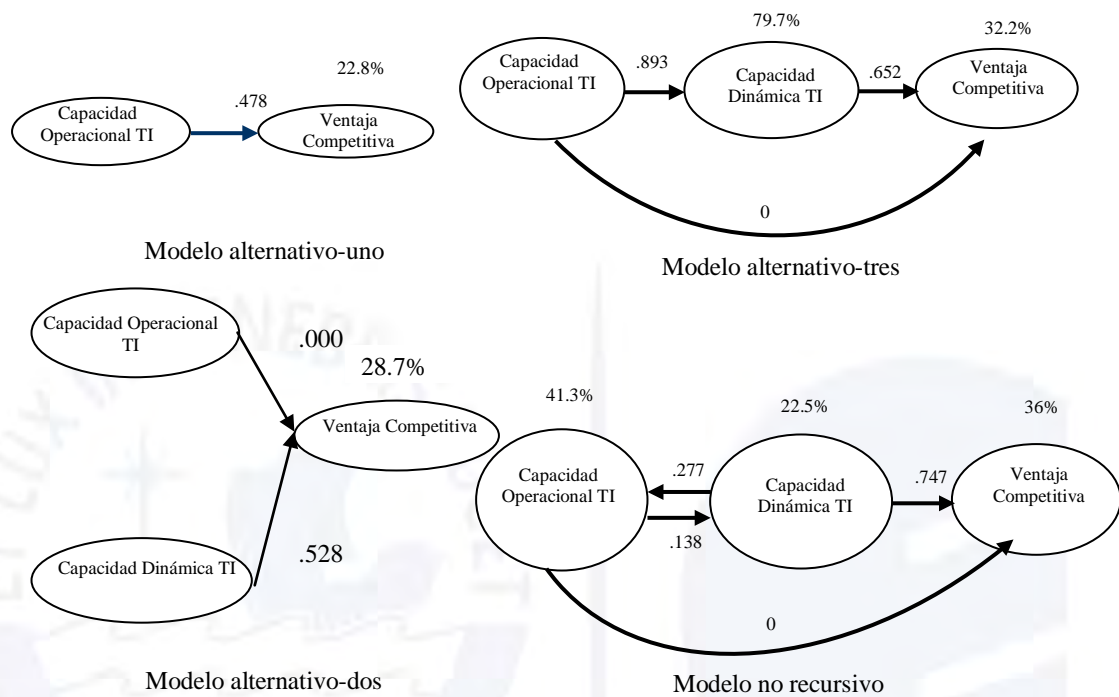 22.8%
.478
Capacidad
Operacional TI
Ventaja
Competitiva
Modelo alternativo-uno
79.7%
32.2%
Capacidad
Operacional TI
.893
Capacidad
Dinámica TI
.652
Ventaja
Competitiva
0
Modelo alternativo-tres
Capacidad Operacional
TI
.000
28.7%
Ventaja Competitiva
.528
Capacidad Dinámica TI
Modelo alternativo-dos
41.3%
22.5%
36%
Capacidad
Operacional TI
.277
.138
Capacidad
Dinámica TI
.747
Ventaja
Competitiva
0
Modelo no recursivo